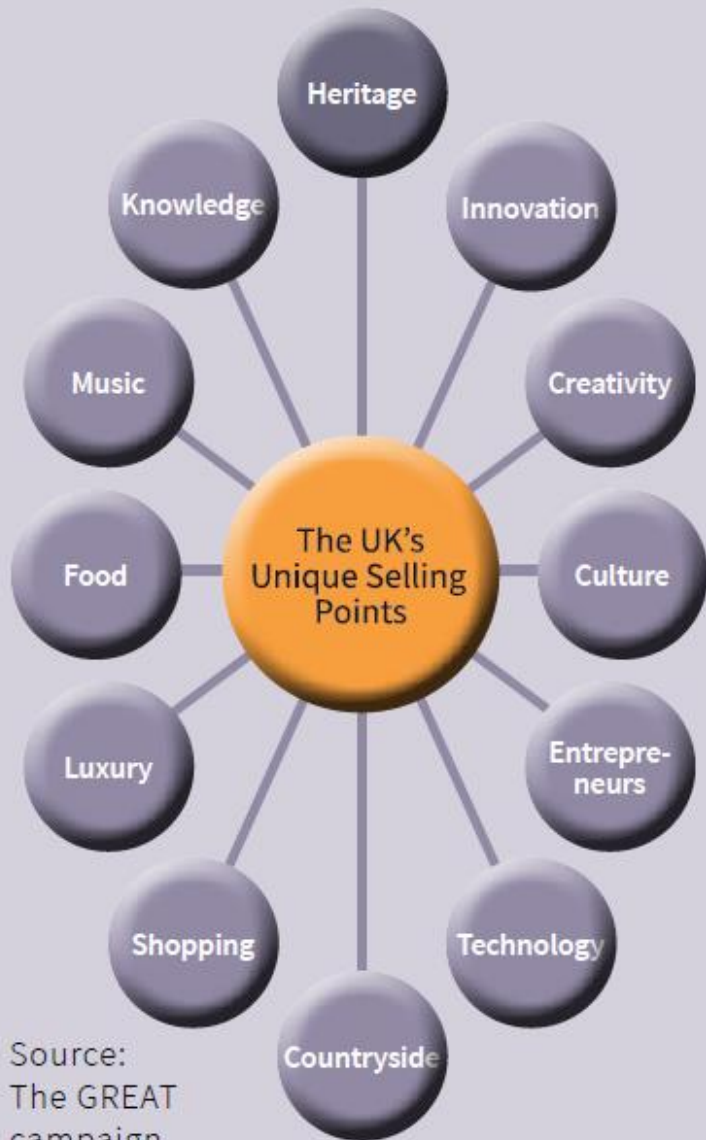 Heritage
Knowledge
Innovation
Music
Creativity
The UK's
Unique Selling
Points
Food
Culture
Luxury
Entrepre-
neurs
Shopping
Technology
Countryside
Source:
The GREAT
campaign